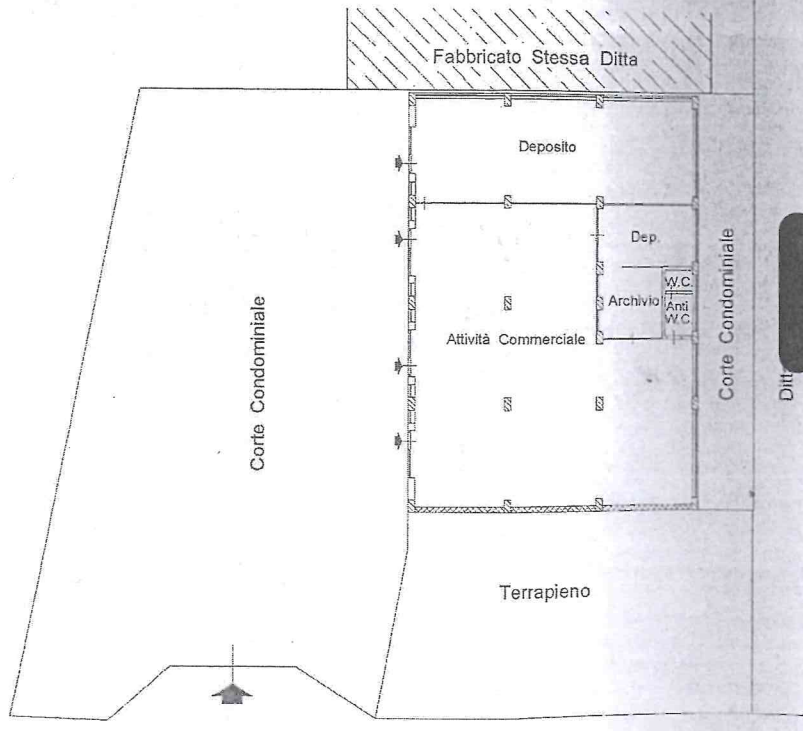 Fabbricato Stessa Ditta
Deposito
Dep.
W.C.
Archivio
Anti
W.C.
Attività Commerciale
Corte Condominiale
Corte Condominiale
Terrapieno